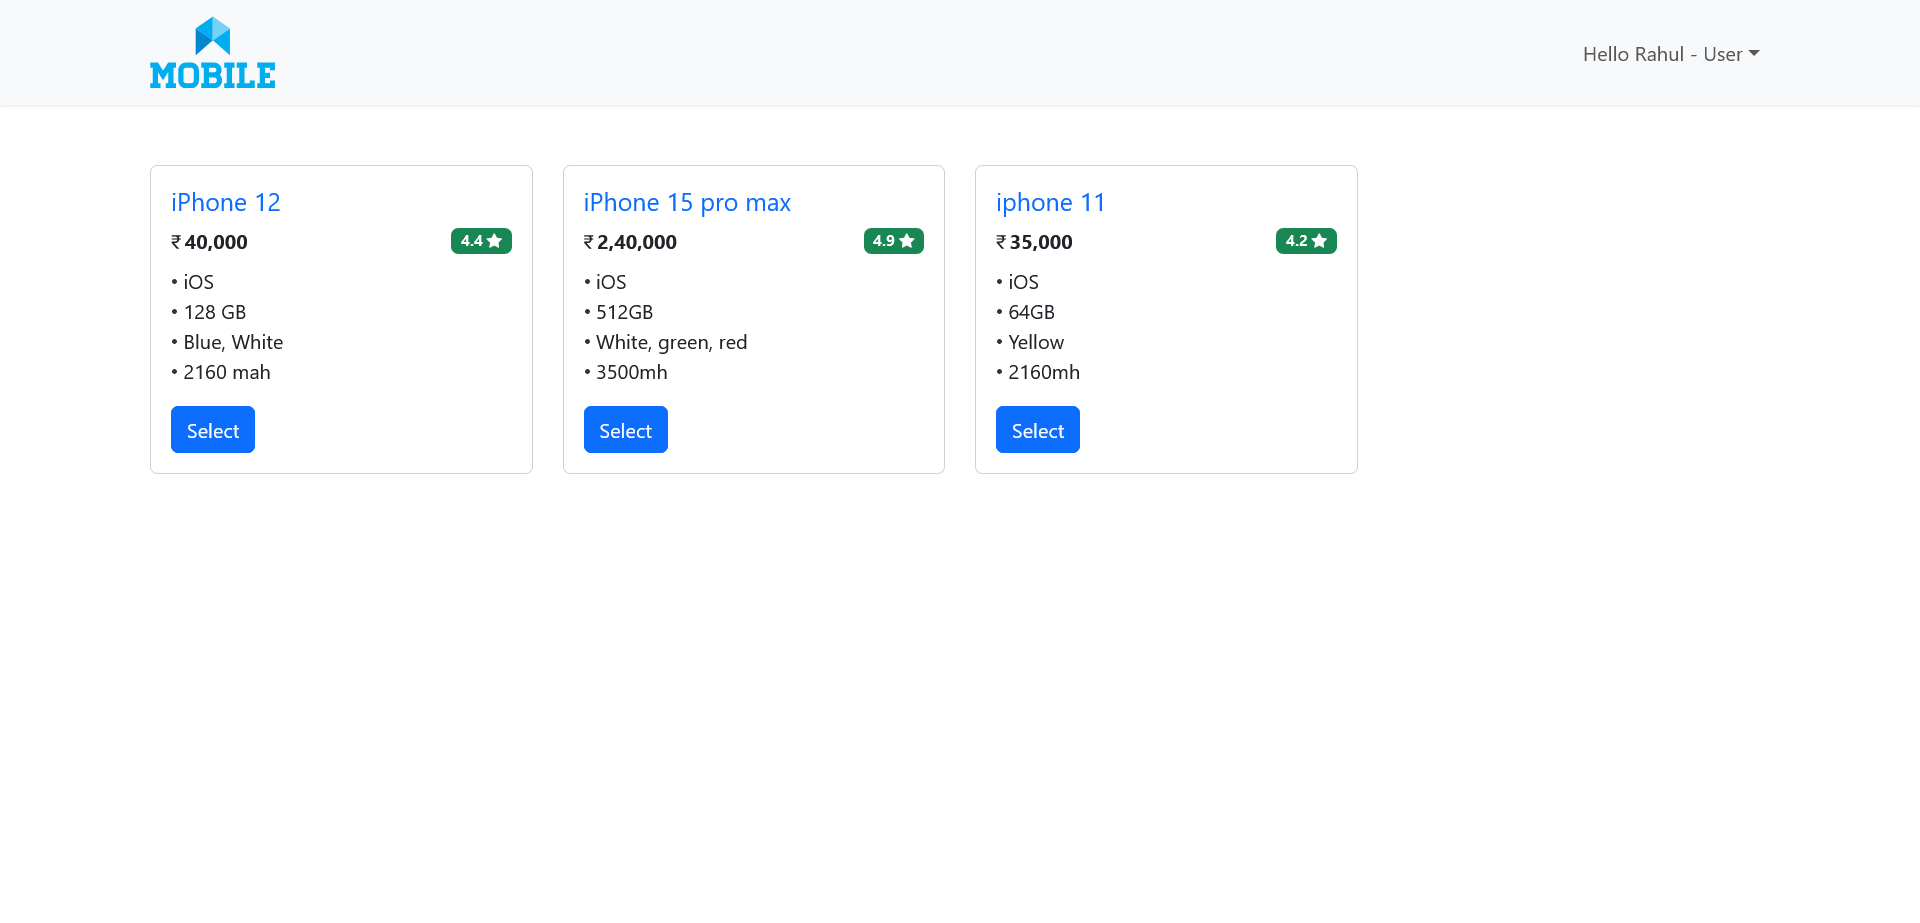 MOBILE
Hello Rahul - User
iPhone 12
₹ 40,000 4.4
• iOS
• 128 GB
• Blue, White
• 2160 mah
Select
iPhone 15 pro max
₹ 2,40,000 4.9
• iOS
• 512GB
• White, green, red
• 3500mh
Select
iphone 11
₹ 35,000 4.2
• iOS
• 64GB
• Yellow
• 2160mh
Select